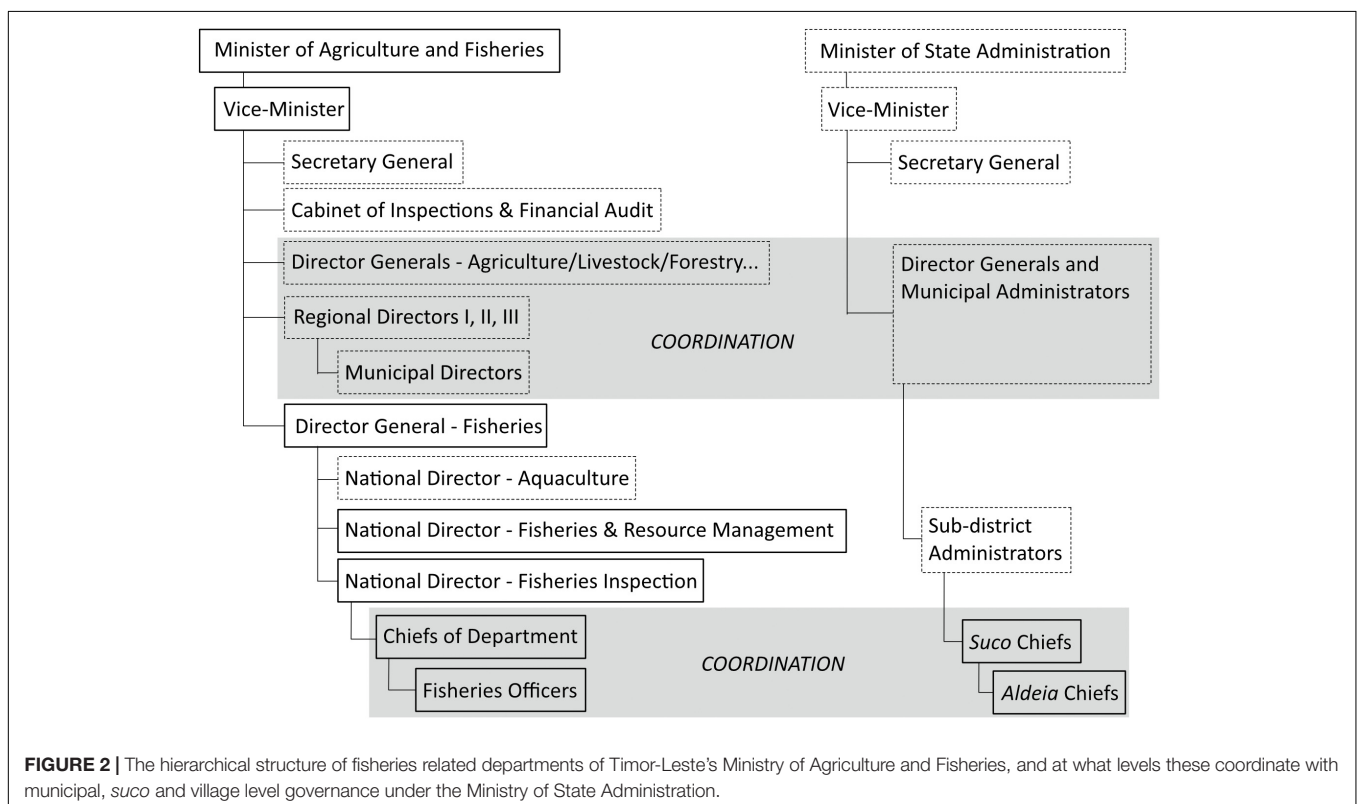 Minister of Agriculture and Fisheries
Vice-Minister
Secretary General
Cabinet of Inspections & Financial Audit
Director Generals - Agriculture/Livestock/Forestry...
Regional Directors I, II, III
Municipal Directors
COORDINATION
Director General - Fisheries
National Director - Aquaculture
National Director - Fisheries & Resource Management
National Director - Fisheries Inspection
Chiefs of Department
Fisheries Officers
COORDINATION
Minister of State Administration
Vice-Minister
Secretary General
Director Generals and
Municipal Administrators
Sub-district
Administrators
Suco Chiefs
Aldeia Chiefs
FIGURE 2 | The hierarchical structure of fisheries related departments of Timor-Leste's Ministry of Agriculture and Fisheries, and at what levels these coordinate with
municipal, suco and village level governance under the Ministry of State Administration.